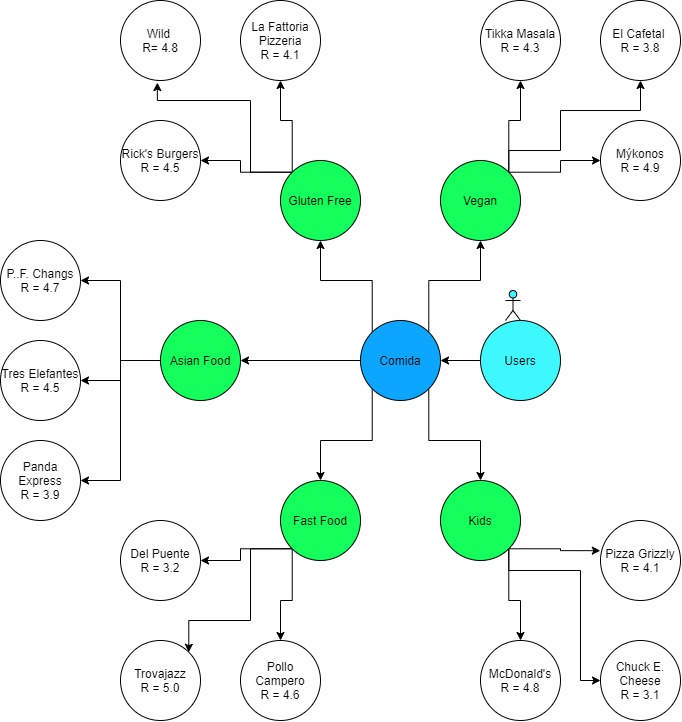 Wild
R= 4.8
La Fattoria
Pizzeria
R = 4.1
Tikka Masala
R = 4.3
El Cafetal
R = 3.8
Rick's Burgers
R = 4.5
Mýkonos
R = 4.9
Gluten Free
Vegan
P..F. Changs
R = 4.7
Asian Food
Comida
Users
Tres Elefantes
R = 4.5
Panda
Express
R = 3.9
Fast Food
Kids
Del Puente
R = 3.2
Pizza Grizzly
R = 4.1
Trovajazz
R = 5.0
Pollo
Campero
R = 4.6
McDonald's
R = 4.8
Chuck E.
Cheese
R = 3.1